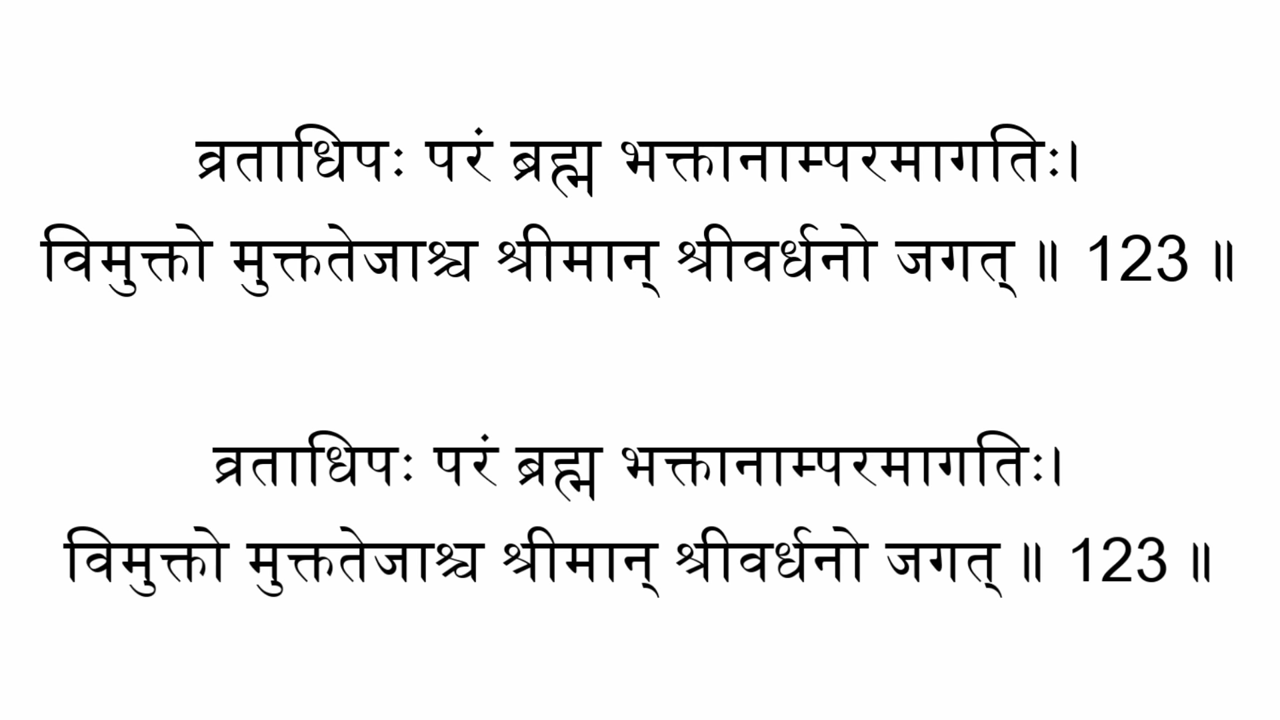 व्रताधिपः परं ब्रह्म भक्तानाम्परमागतिः।
विमुक्तो मुक्ततेजाश्च श्रीमान् श्रीवर्धनो जगत् ॥ 123 ॥
व्रताधिपः परं ब्रह्म भक्तानाम्परमागतिः।
विमुक्तो मुक्ततेजाश्च श्रीमान् श्रीवर्धनो जगत् ॥ 123 ॥